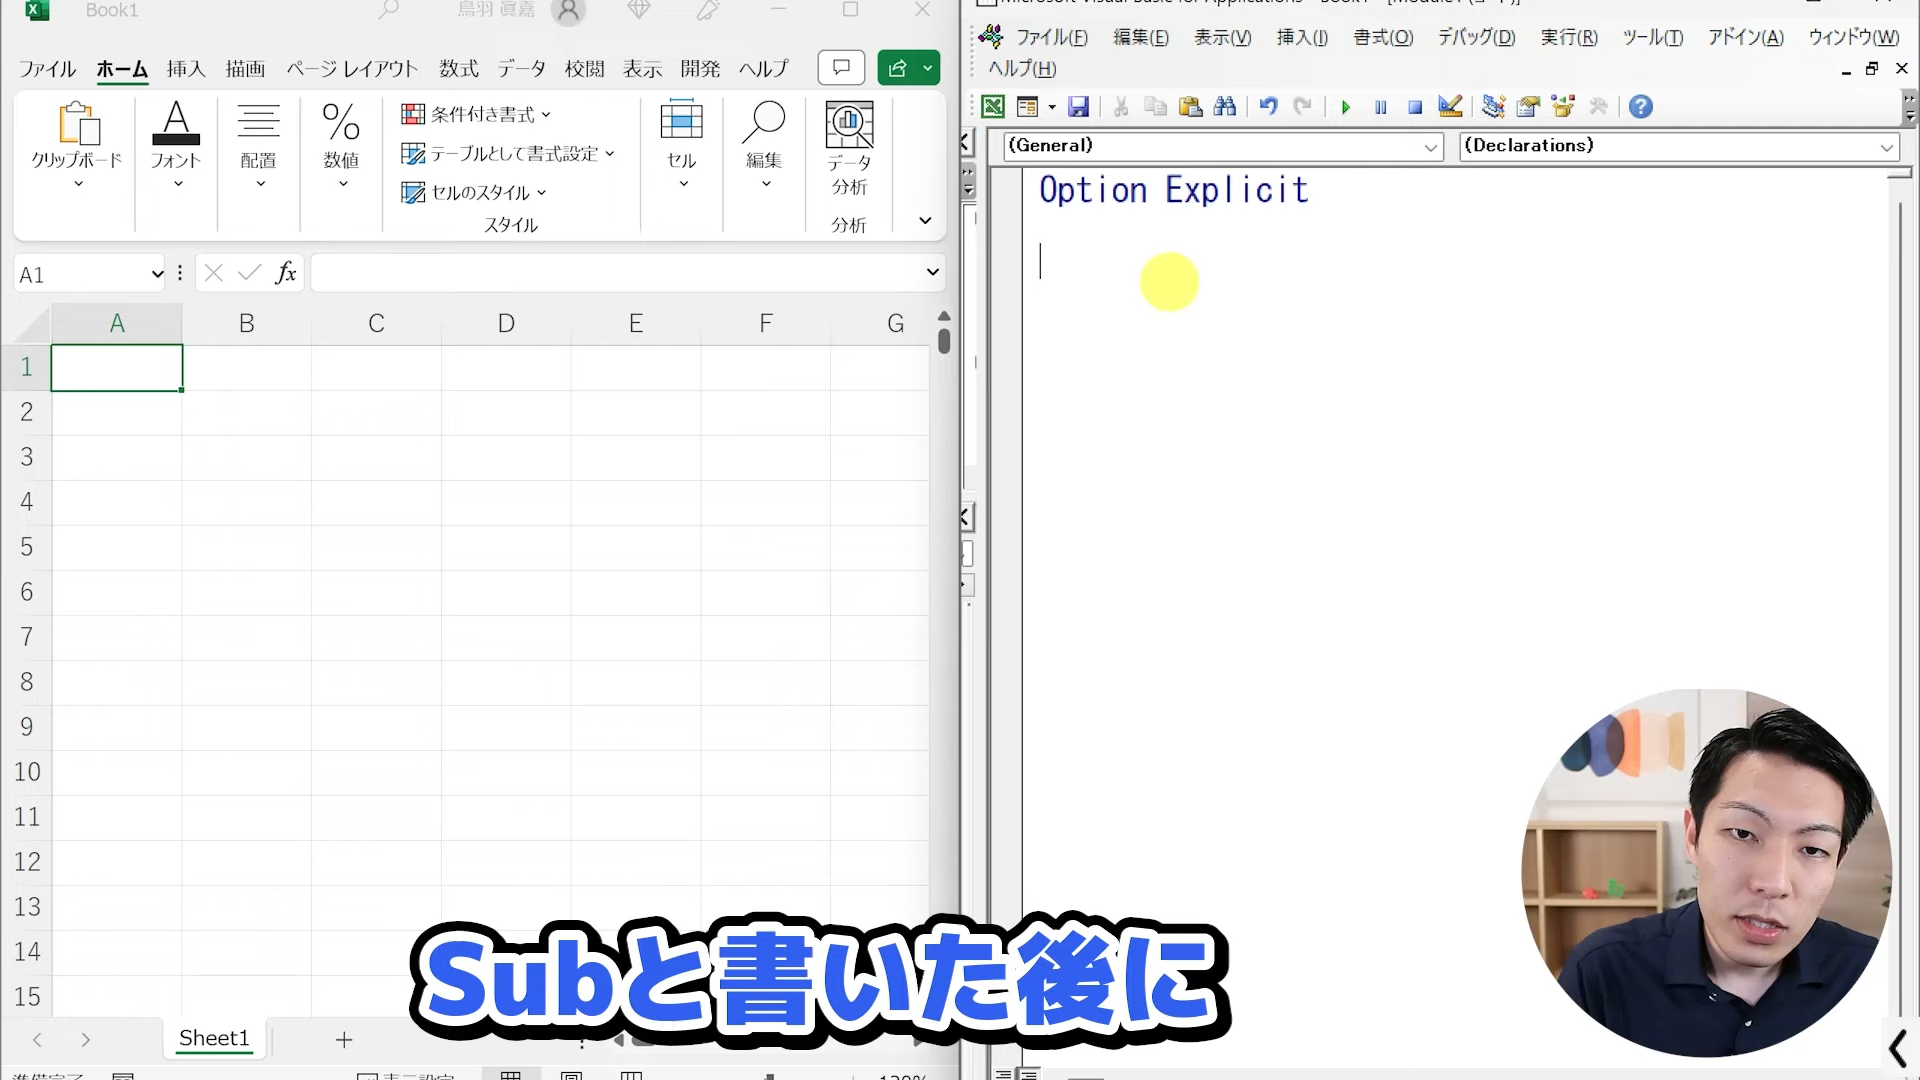 Book1
鳥羽 眞嘉
ファイル ホーム 挿入 描画 ページ レイアウト 数式 データ 校閲 表示 開発 ヘルプ
クリップボード
フォント
配置
%
数値
条件付き書式
テーブルとして書式設定
セルのスタイル
スタイル
セル
編集
データ
分析
分析
A1
fx
A B C D E F G
1
2
3
4
5
6
7
8
9
10
11
12
13
14
15
Sheet1
ファイル(F) 編集(E) 表示(V) 挿入(I) 書式(O) デバッグ(D) 実行(R) ツール(T) アドイン(A) ウィンドウ(W)
ヘルプ(H)
(General)
(Declarations)
Option Explicit
Subと書いた後に